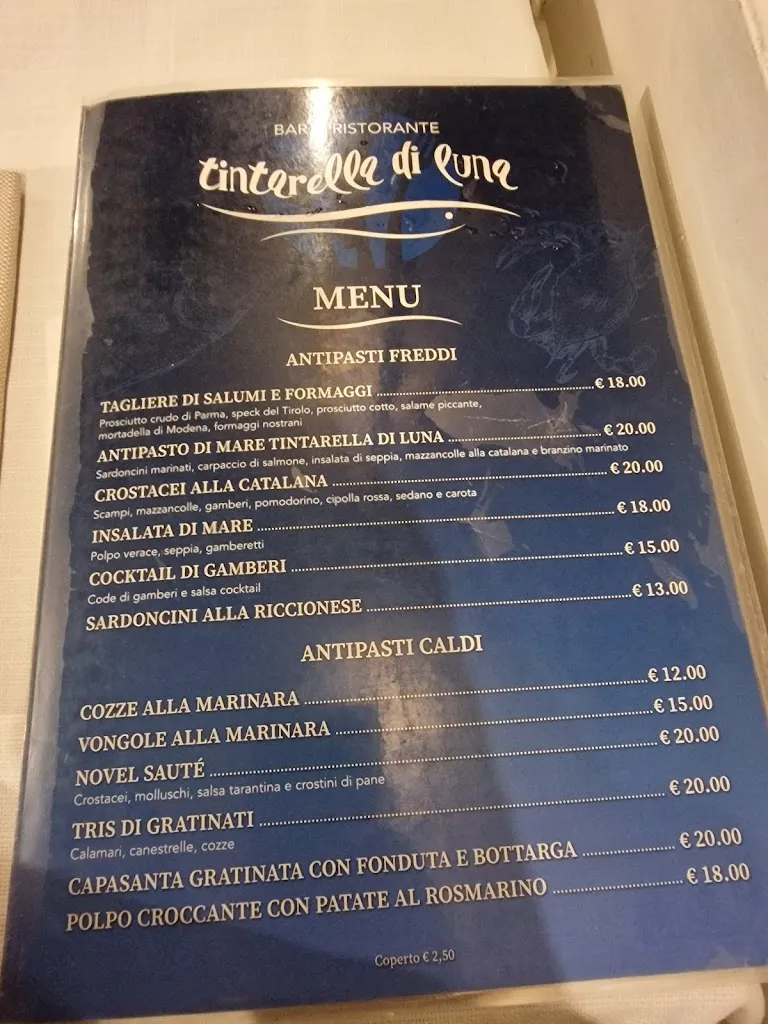 BAR RISTORANTE
tintarella di luna
MENU
ANTIPASTI FREDDI
TAGLIERE DI SALUMI E FORMAGGI € 18.00
Prosciutto crudo di Parma, speck del Tirolo, prosciutto cotto, salame piccante,
mortadella di Modena, formaggi nostrani
ANTIPASTO DI MARE TINTARELLA DI LUNA € 20.00
Sardoncini marinati, carpaccio di salmone, insalata di seppia, mazzancolle alla catalana e branzino marinato
CROSTACEI ALLA CATALANA € 20.00
Scampi, mazzancolle, gamberi, pomodorino, cipolla rossa, sedano e carota
INSALATA DI MARE € 18.00
Polpo verace, seppia, gamberetti
COCKTAIL DI GAMBERI € 15.00
Code di gamberi e salsa cocktail
SARDONCINI ALLA RICCIONESE € 13.00
ANTIPASTI CALDI
COZZE ALLA MARINARA € 12.00
VONGOLE ALLA MARINARA € 15.00
NOVEL SAUTÉ € 20.00
Crostacei, molluschi, salsa tarantina e crostini di pane
TRIS DI GRATINATI € 20.00
Calamari, canestrelle, cozze
CAPASANTA GRATINATA CON FONDUTA E BOTTARGA € 20.00
POLPO CROCCANTE CON PATATE AL ROSMARINO € 18.00
Coperto € 2,50